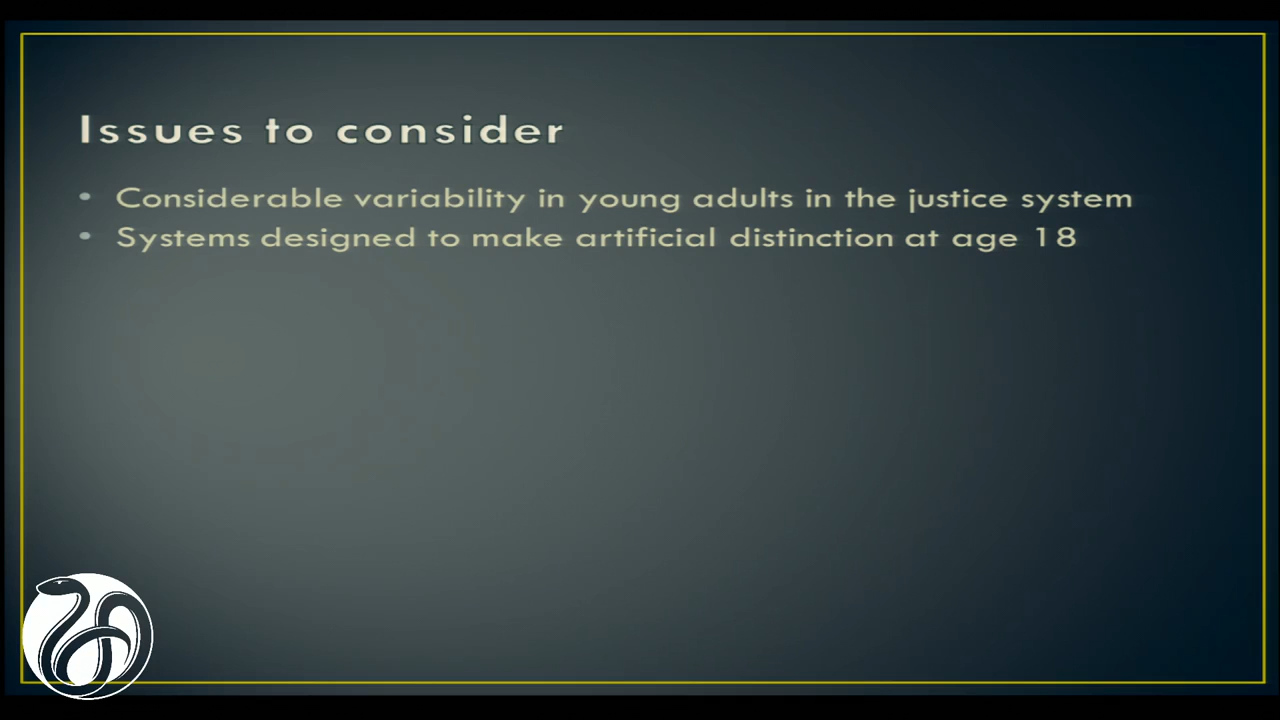 Issues to consider
• Considerable variability in young adults in the justice system
• Systems designed to make artificial distinction at age 18